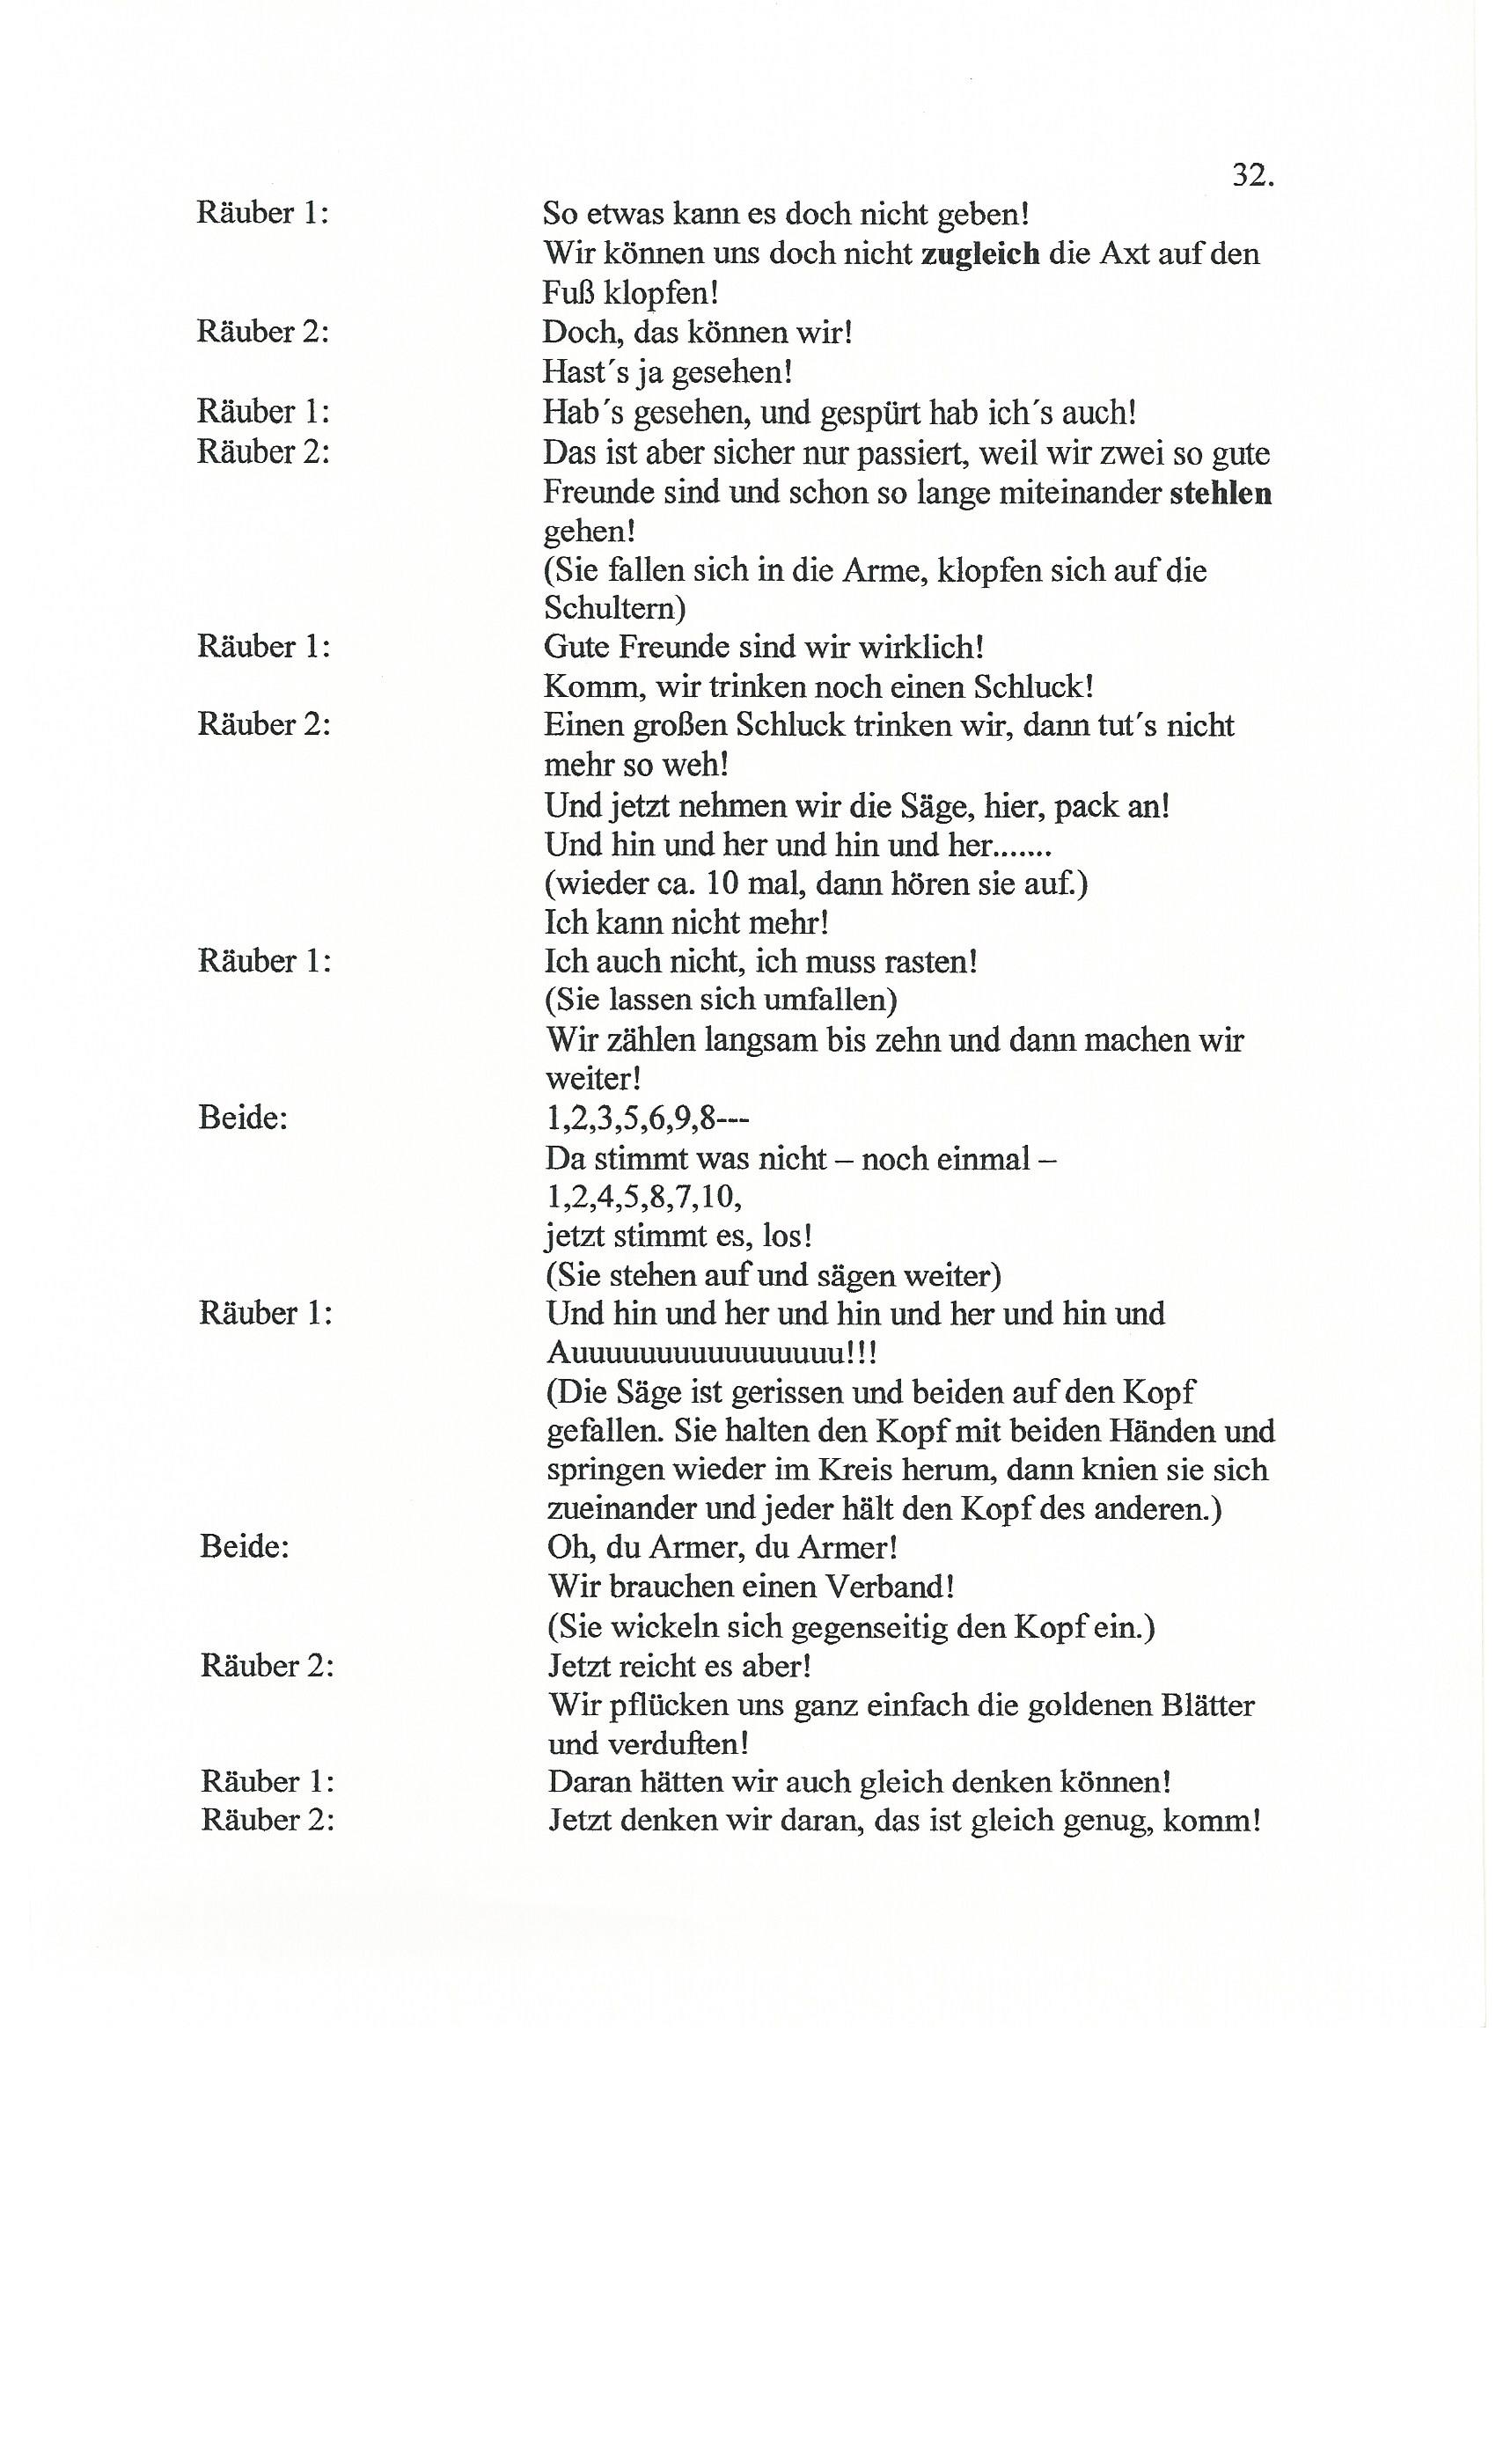 32.
Räuber 1: So etwas kann es doch nicht geben!
Wir können uns doch nicht zugleich die Axt auf den
Fuß klopfen!
Räuber 2: Doch, das können wir!
Hast´s ja gesehen!
Räuber 1: Hab´s gesehen, und gespürt hab ich´s auch!
Räuber 2: Das ist aber sicher nur passiert, weil wir zwei so gute
Freunde sind und schon so lange miteinander stehlen
gehen!
(Sie fallen sich in die Arme, klopfen sich auf die
Schultern)
Räuber 1: Gute Freunde sind wir wirklich!
Komm, wir trinken noch einen Schluck!
Räuber 2: Einen großen Schluck trinken wir, dann tut´s nicht
mehr so weh!
Und jetzt nehmen wir die Säge, hier, pack an!
Und hin und her und hin und her.......
(wieder ca. 10 mal, dann hören sie auf.)
Ich kann nicht mehr!
Räuber 1: Ich auch nicht, ich muss rasten!
(Sie lassen sich umfallen)
Wir zählen langsam bis zehn und dann machen wir
weiter!
Beide: 1,2,3,5,6,9,8---
Da stimmt was nicht – noch einmal –
1,2,4,5,8,7,10,
jetzt stimmt es, los!
(Sie stehen auf und sägen weiter)
Räuber 1: Und hin und her und hin und her und hin und
Auuuuuuuuuuuuuuuu!!!
(Die Säge ist gerissen und beiden auf den Kopf
gefallen. Sie halten den Kopf mit beiden Händen und
springen wieder im Kreis herum, dann knien sie sich
zueinander und jeder hält den Kopf des anderen.)
Beide: Oh, du Armer, du Armer!
Wir brauchen einen Verband!
(Sie wickeln sich gegenseitig den Kopf ein.)
Räuber 2: Jetzt reicht es aber!
Wir pflücken uns ganz einfach die goldenen Blätter
und verduften!
Räuber 1: Daran hätten wir auch gleich denken können!
Räuber 2: Jetzt denken wir daran, das ist gleich genug, komm!